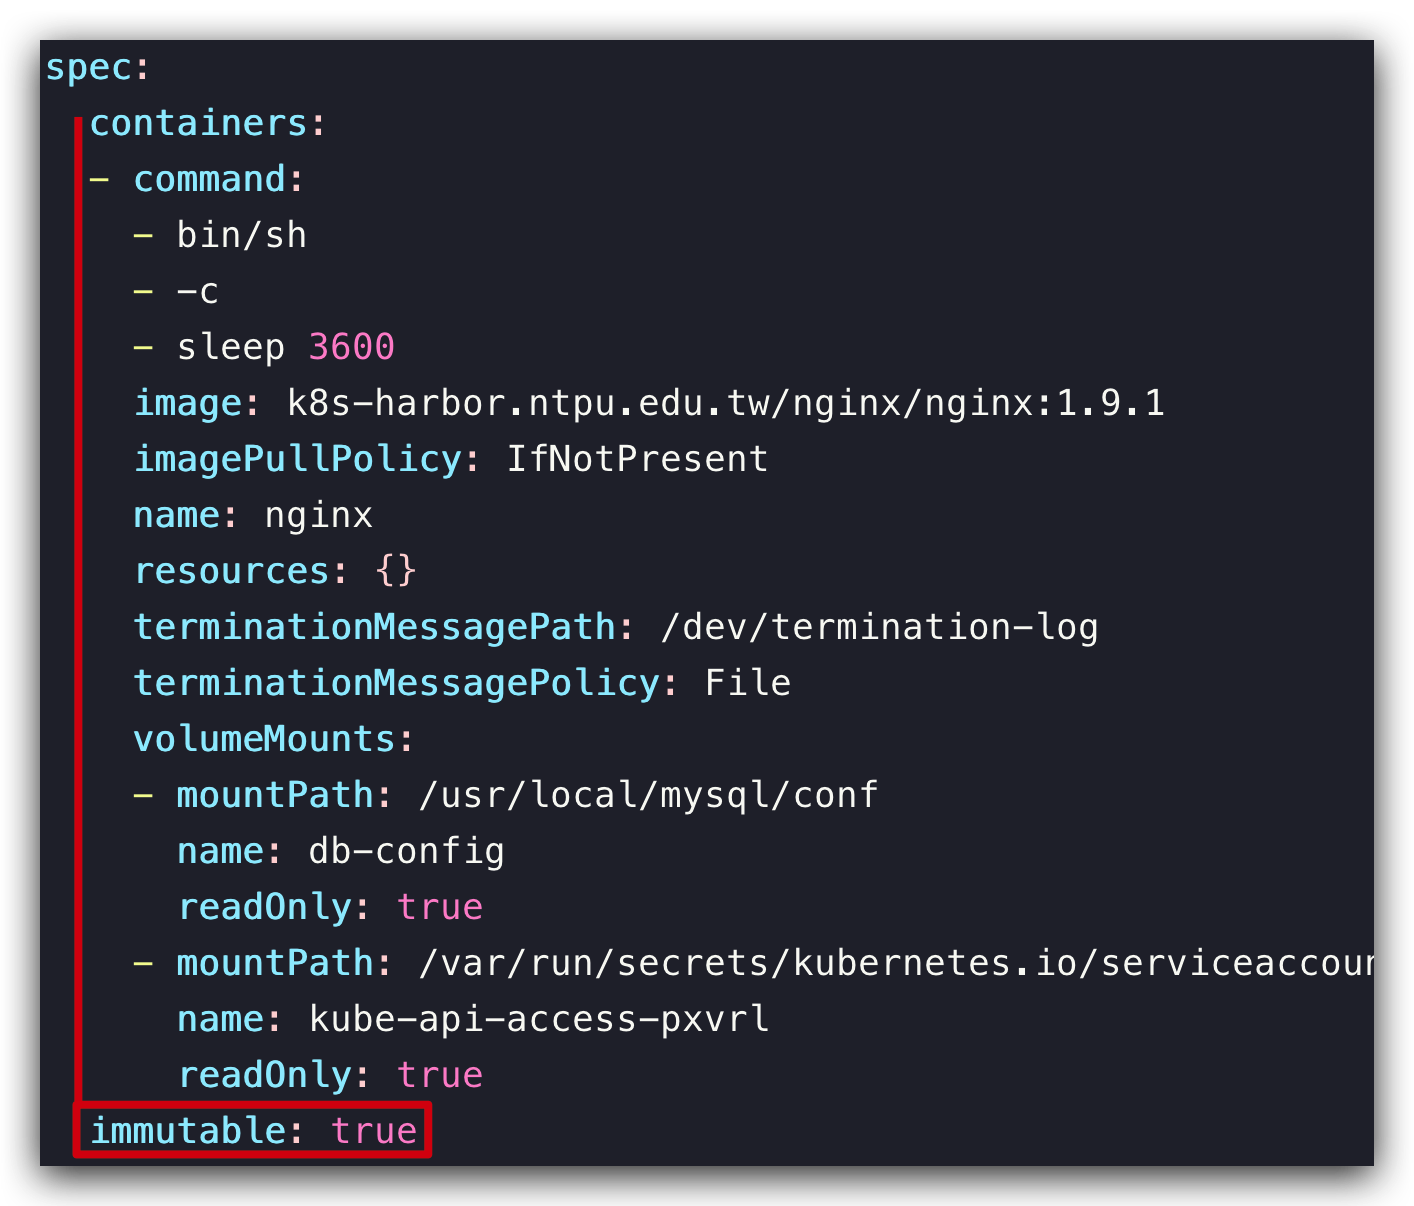 spec:
  containers:
  - command:
    - bin/sh
    - -c
    - sleep 3600
    image: k8s-harbor.ntpu.edu.tw/nginx/nginx:1.9.1
    imagePullPolicy: IfNotPresent
    name: nginx
    resources: {}
    terminationMessagePath: /dev/termination-log
    terminationMessagePolicy: File
    volumeMounts:
    - mountPath: /usr/local/mysql/conf
      name: db-config
      readOnly: true
    - mountPath: /var/run/secrets/kubernetes.io/serviceaccour
      name: kube-api-access-pxvrl
      readOnly: true
  immutable: true